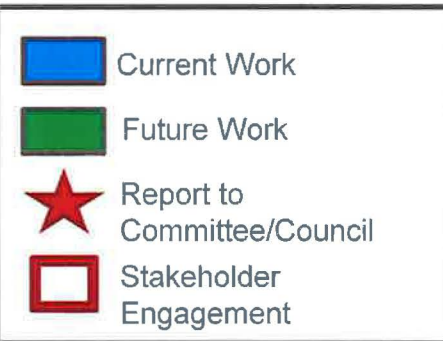 Current Work
Future Work
Report to
Committee/Council
Stakeholder
Engagement